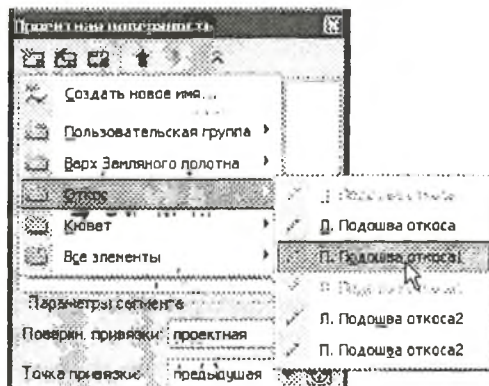 Проектная поверхность
Создать новое имя...
Пользовательская группа
Верх Земляного полотна
Откос
Кювет
Все элементы
Д. Подошва откоса
П. Подошва откоса1
Л. Подошва откоса2
П. Подошва откоса2
Параметры сегмента
Поверхн. привязки: проектная
Точка привязки: предыдущая